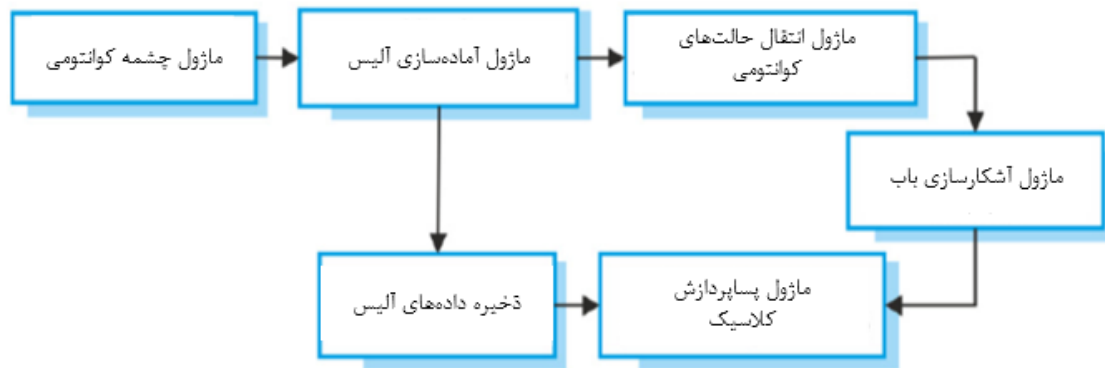 ماژول چشمه کوانتومی
ماژول آماده‌سازی آلیس
ماژول انتقال حالت‌های
کوانتومی
ماژول آشکارسازی باب
ذخیره داده‌های آلیس
ماژول پساپردازش
کلاسیک